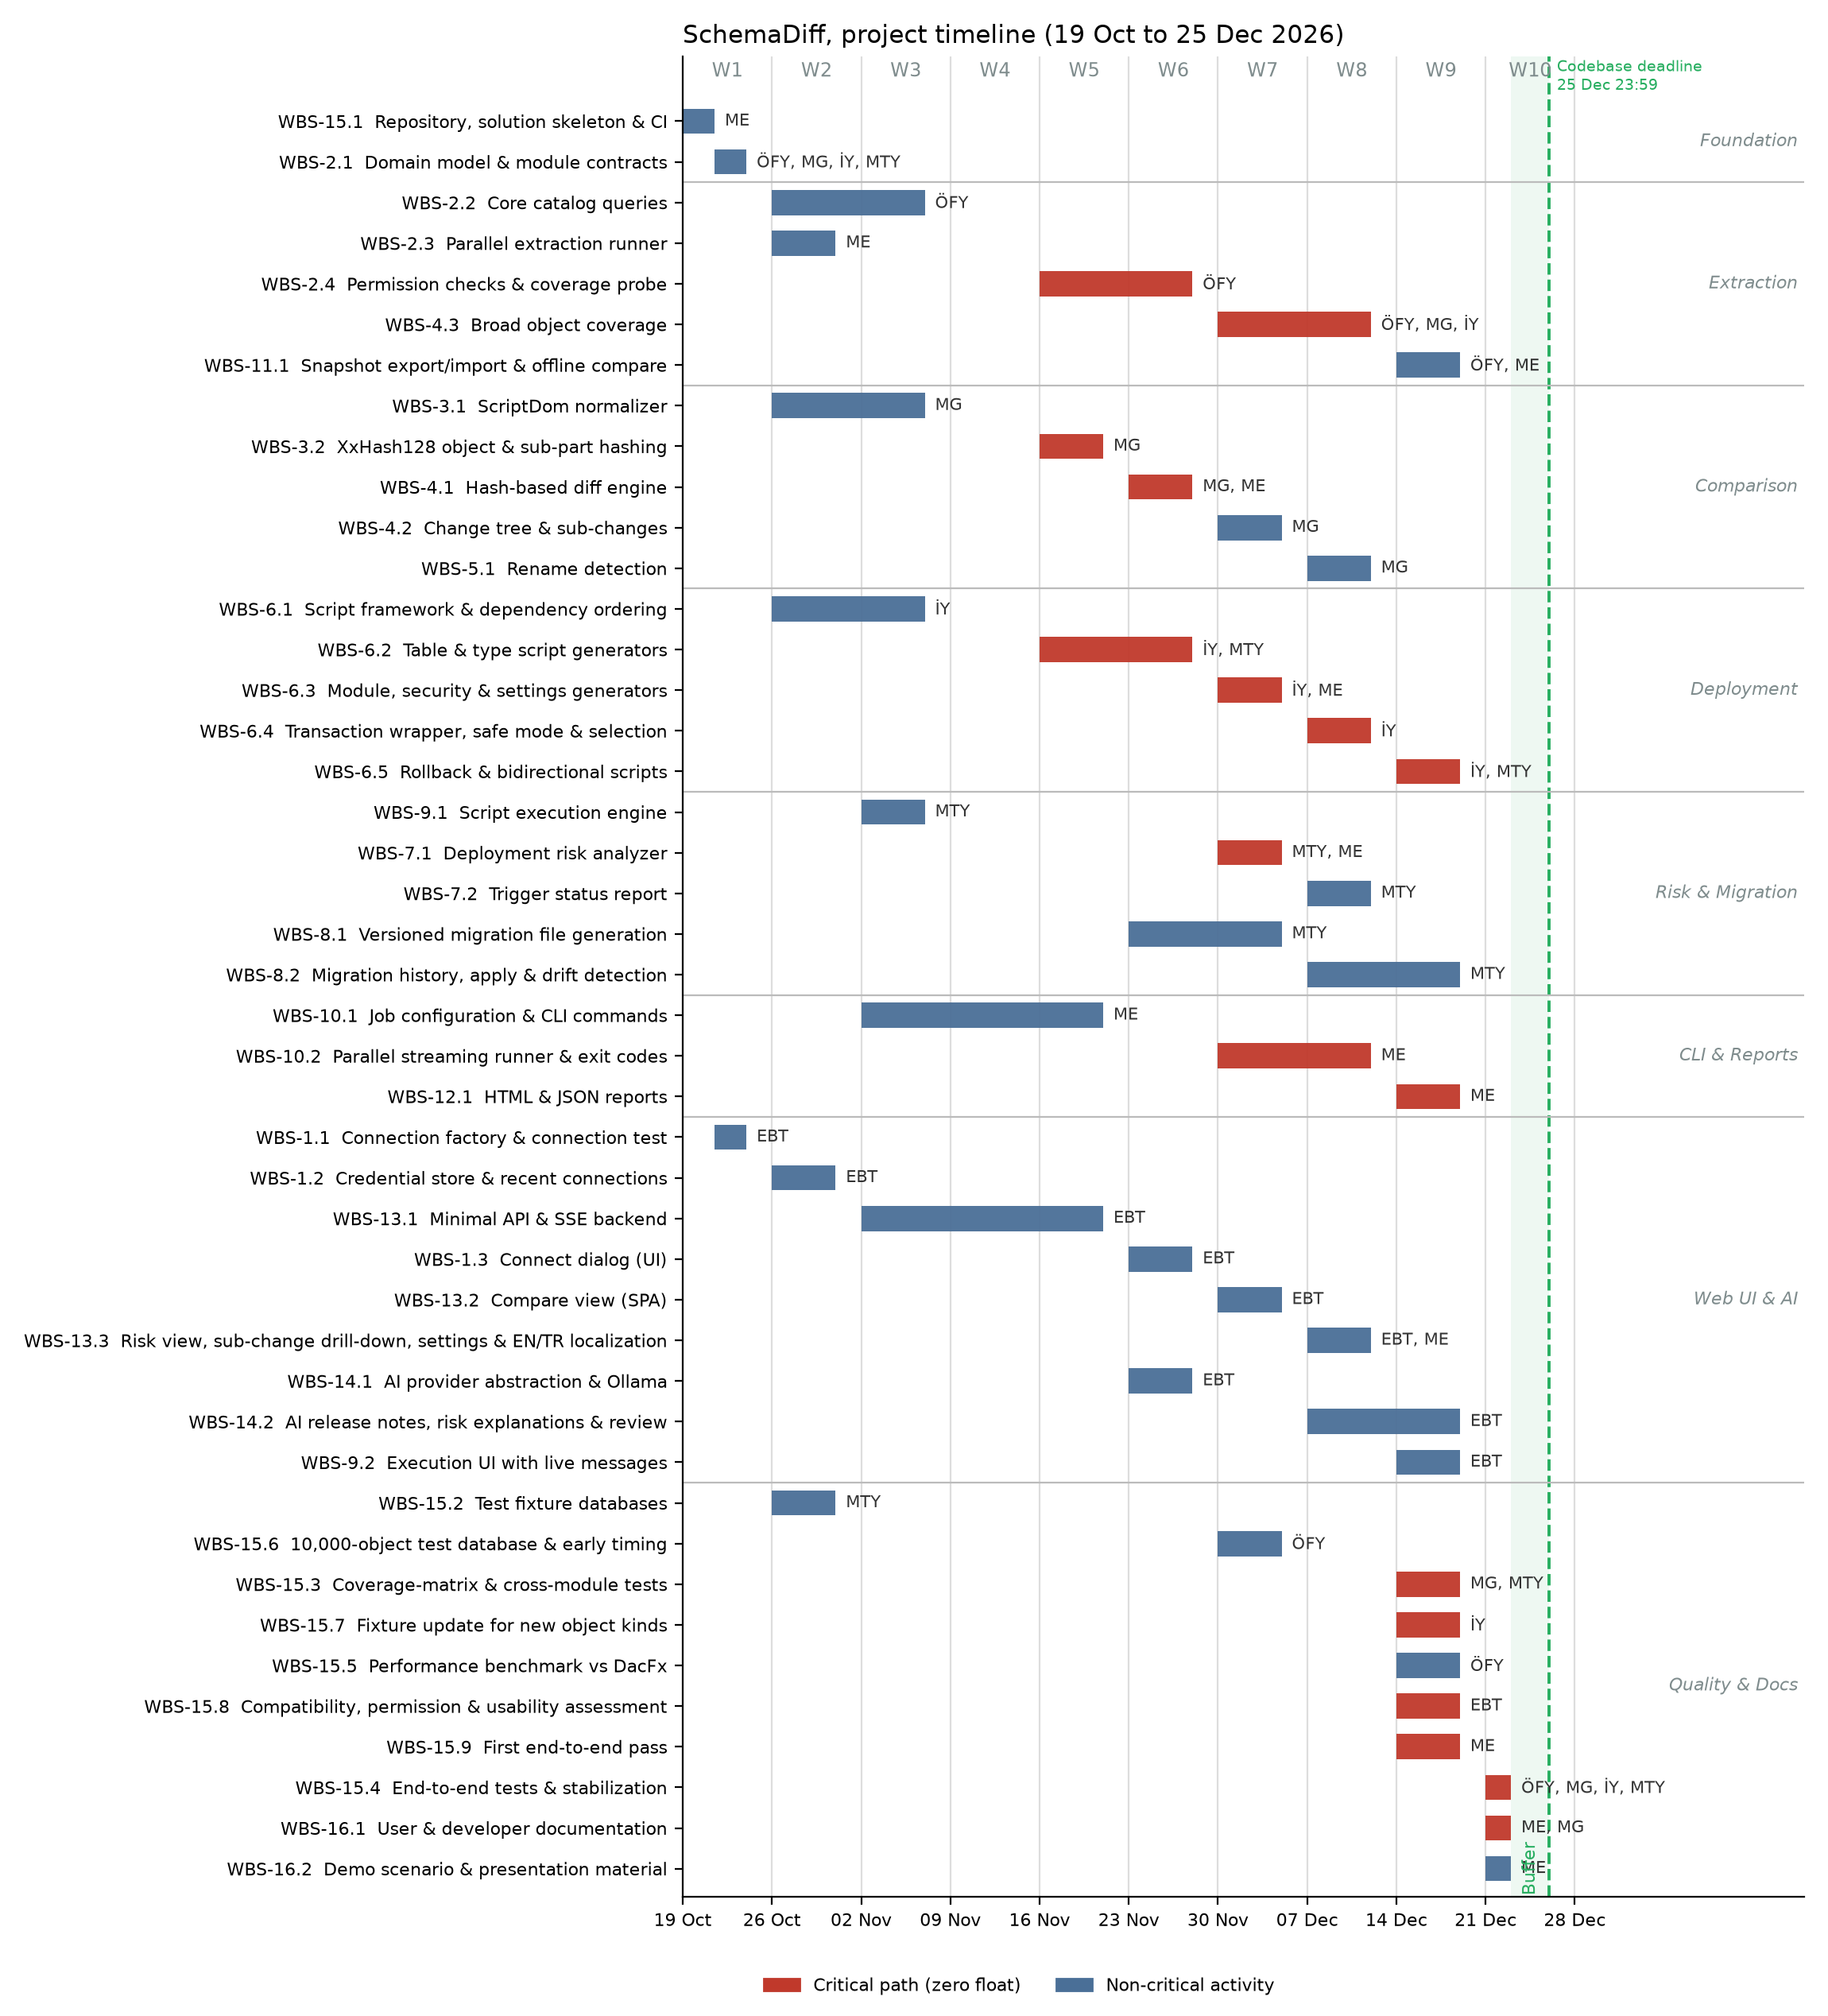 SchemaDiff, project timeline (19 Oct to 25 Dec 2026)
W1 W2 W3 W4 W5 W6 W7 W8 W9 W10
Codebase deadline
25 Dec 23:59
WBS-15.1 Repository, solution skeleton & CI ME
Foundation
WBS-2.1 Domain model & module contracts ÖFY, MG, İY, MTY
WBS-2.2 Core catalog queries ÖFY
WBS-2.3 Parallel extraction runner ME
WBS-2.4 Permission checks & coverage probe ÖFY
Extraction
WBS-4.3 Broad object coverage ÖFY, MG, İY
WBS-11.1 Snapshot export/import & offline compare ÖFY, ME
WBS-3.1 ScriptDom normalizer MG
WBS-3.2 XxHash128 object & sub-part hashing MG
WBS-4.1 Hash-based diff engine MG, ME
Comparison
WBS-4.2 Change tree & sub-changes MG
WBS-5.1 Rename detection MG
WBS-6.1 Script framework & dependency ordering İY
WBS-6.2 Table & type script generators İY, MTY
WBS-6.3 Module, security & settings generators İY, ME
Deployment
WBS-6.4 Transaction wrapper, safe mode & selection İY
WBS-6.5 Rollback & bidirectional scripts İY, MTY
WBS-9.1 Script execution engine MTY
WBS-7.1 Deployment risk analyzer MTY, ME
WBS-7.2 Trigger status report MTY
Risk & Migration
WBS-8.1 Versioned migration file generation MTY
WBS-8.2 Migration history, apply & drift detection MTY
WBS-10.1 Job configuration & CLI commands ME
WBS-10.2 Parallel streaming runner & exit codes ME
CLI & Reports
WBS-12.1 HTML & JSON reports ME
WBS-1.1 Connection factory & connection test EBT
WBS-1.2 Credential store & recent connections EBT
WBS-13.1 Minimal API & SSE backend EBT
WBS-1.3 Connect dialog (UI) EBT
WBS-13.2 Compare view (SPA) EBT
Web UI & AI
WBS-13.3 Risk view, sub-change drill-down, settings & EN/TR localization EBT, ME
WBS-14.1 AI provider abstraction & Ollama EBT
WBS-14.2 AI release notes, risk explanations & review EBT
WBS-9.2 Execution UI with live messages EBT
WBS-15.2 Test fixture databases MTY
WBS-15.6 10,000-object test database & early timing ÖFY
WBS-15.3 Coverage-matrix & cross-module tests MG, MTY
WBS-15.7 Fixture update for new object kinds İY
WBS-15.5 Performance benchmark vs DacFx ÖFY
Quality & Docs
WBS-15.8 Compatibility, permission & usability assessment EBT
WBS-15.9 First end-to-end pass ME
WBS-15.4 End-to-end tests & stabilization ÖFY, MG, İY, MTY
WBS-16.1 User & developer documentation ME, MG
WBS-16.2 Demo scenario & presentation material ME
Buffer
19 Oct 26 Oct 02 Nov 09 Nov 16 Nov 23 Nov 30 Nov 07 Dec 14 Dec 21 Dec 28 Dec
Critical path (zero float) Non-critical activity